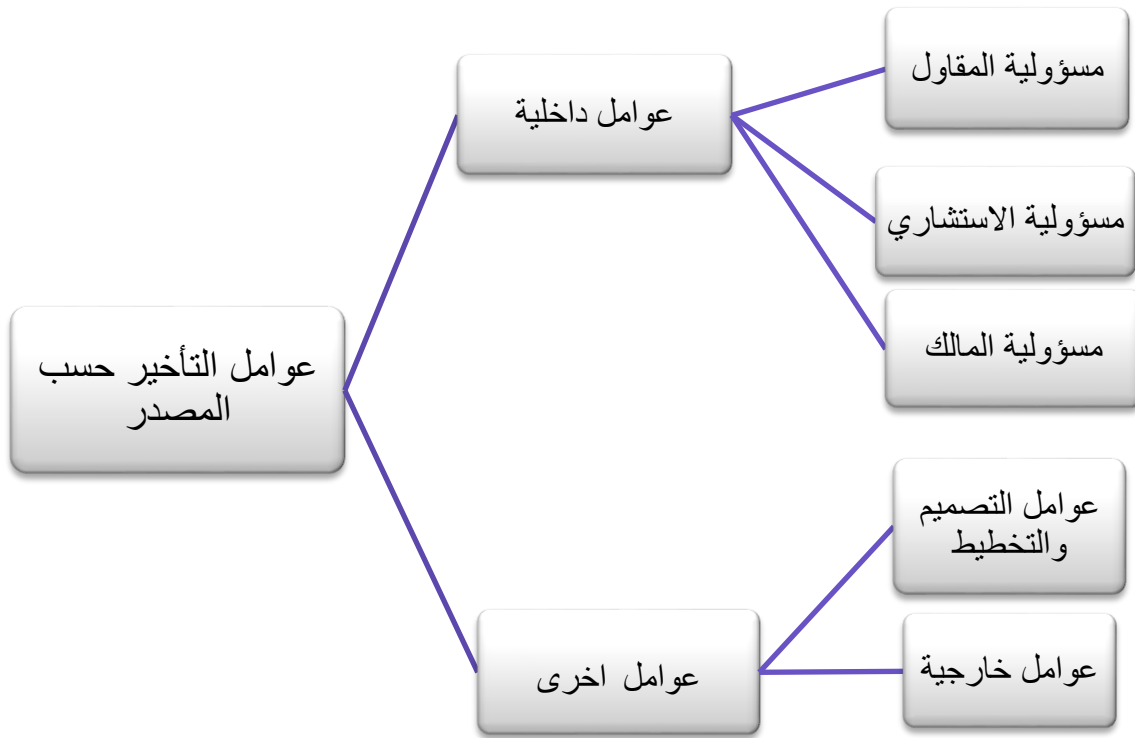 عوامل التأخير حسب
المصدر
عوامل داخلية
مسؤولية المقاول
مسؤولية الاستشاري
مسؤولية المالك
عوامل اخرى
عوامل التصميم
والتخطيط
عوامل خارجية